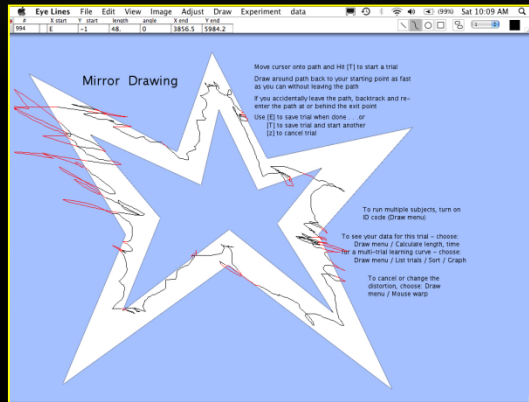 Eye Lines File Edit View Image Adjust Draw Experiment data (99%) Sat 10:09 AM
# X start Y start length angle X end Y end
994 E -1 48. 0 3856.5 5984.2
Mirror Drawing
Move cursor onto path and Hit [T] to start a trial
Draw around path back to your starting point as fast
as you can without leaving the path
If you accidentally leave the path, backtrack and re-
enter the path at or behind the exit point
Use [E] to save trial when done . . . or
[T] to save trial and start another
[z] to cancel trial
To run multiple subjects, turn on
ID code (Draw menu)
To see your data for this trial - choose:
Draw menu / Calculate length, time
for a multi-trial learning curve - choose:
Draw menu / List trials / Sort / Graph
To cancel or change the
distortion, choose: Draw
menu / Mouse warp